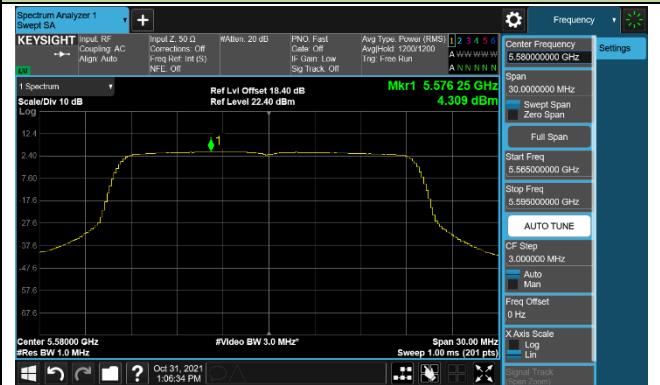 Spectrum Analyzer 1
Swept SA
Frequency
KEYSIGHT
Input: RF
Coupling: AC
Align: Auto
Input Z: 50 Ω
Corrections: Off
Freq Ref: Int (S)
NFE: Off
#Atten: 20 dB
PNO: Fast
Gate: Off
IF Gain: Low
Sig Track: Off
Avg Type: Power (RMS)
Avg|Hold: 1200/1200
Trig: Free Run
1 2 3 4 5 6
A W W W W W
A N N N N N
LXI
1 Spectrum
Scale/Div 10 dB
Log
Ref Lvl Offset 18.40 dB
Ref Level 22.40 dBm
Mkr1 5.576 25 GHz
4.309 dBm
1
12.4
2.40
-7.60
-17.6
-27.6
-37.6
-47.6
-57.6
-67.6
Center 5.58000 GHz
#Res BW 1.0 MHz
#Video BW 3.0 MHz*
Span 30.00 MHz
Sweep 1.00 ms (201 pts)
Center Frequency
5.580000000 GHz
Settings
Span
30.0000000 MHz
Swept Span
Zero Span
Full Span
Start Freq
5.565000000 GHz
Stop Freq
5.595000000 GHz
AUTO TUNE
CF Step
3.000000 MHz
Auto
Man
Freq Offset
0 Hz
X Axis Scale
Log
Lin
Signal Track
(Span Zoom)
?
Oct 31, 2021
1:06:34 PM